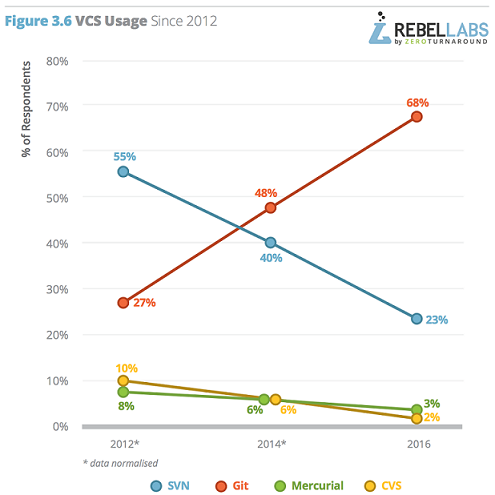 Figure 3.6 VCS Usage Since 2012
REBELLABS
by ZEROTURNAROUND
% of Respondents
80%
70%
60%
50%
40%
30%
20%
10%
0%
55%
27%
10%
8%
48%
40%
6%
6%
68%
23%
3%
2%
2012*
2014*
2016
* data normalised
SVN
Git
Mercurial
CVS